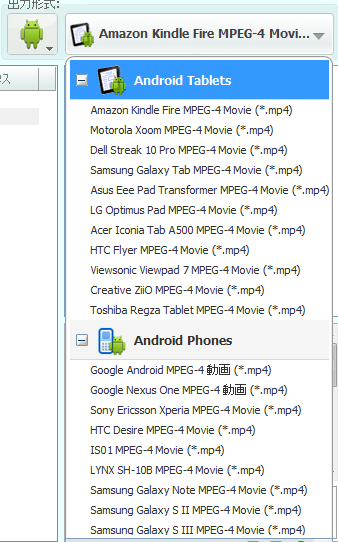 出力形式:
Amazon Kindle Fire MPEG-4 Movi...
Android Tablets
Amazon Kindle Fire MPEG-4 Movie (*.mp4)
Motorola Xoom MPEG-4 Movie (*.mp4)
Dell Streak 10 Pro MPEG-4 Movie (*.mp4)
Samsung Galaxy Tab MPEG-4 Movie (*.mp4)
Asus Eee Pad Transformer MPEG-4 Movie (*.mp4)
LG Optimus Pad MPEG-4 Movie (*.mp4)
Acer Iconia Tab A500 MPEG-4 Movie (*.mp4)
HTC Flyer MPEG-4 Movie (*.mp4)
Viewsonic Viewpad 7 MPEG-4 Movie (*.mp4)
Creative ZiiO MPEG-4 Movie (*.mp4)
Toshiba Regza Tablet MPEG-4 Movie (*.mp4)
Android Phones
Google Android MPEG-4 動画 (*.mp4)
Google Nexus One MPEG-4 動画 (*.mp4)
Sony Ericsson Xperia MPEG-4 Movie (*.mp4)
HTC Desire MPEG-4 Movie (*.mp4)
IS01 MPEG-4 Movie (*.mp4)
LYNX SH-10B MPEG-4 Movie (*.mp4)
Samsung Galaxy Note MPEG-4 Movie (*.mp4)
Samsung Galaxy S II MPEG-4 Movie (*.mp4)
Samsung Galaxy S III MPEG-4 Movie (*.mp4)